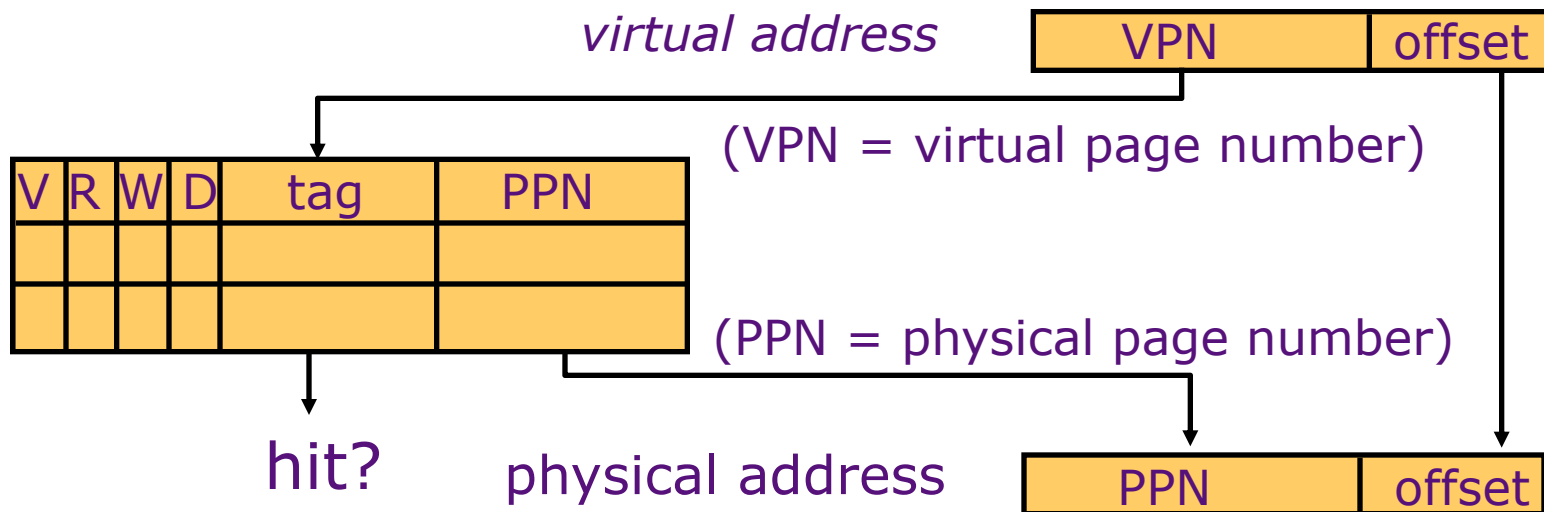 virtual address VPN offset
(VPN = virtual page number)
V R W D tag PPN
(PPN = physical page number)
hit? physical address PPN offset